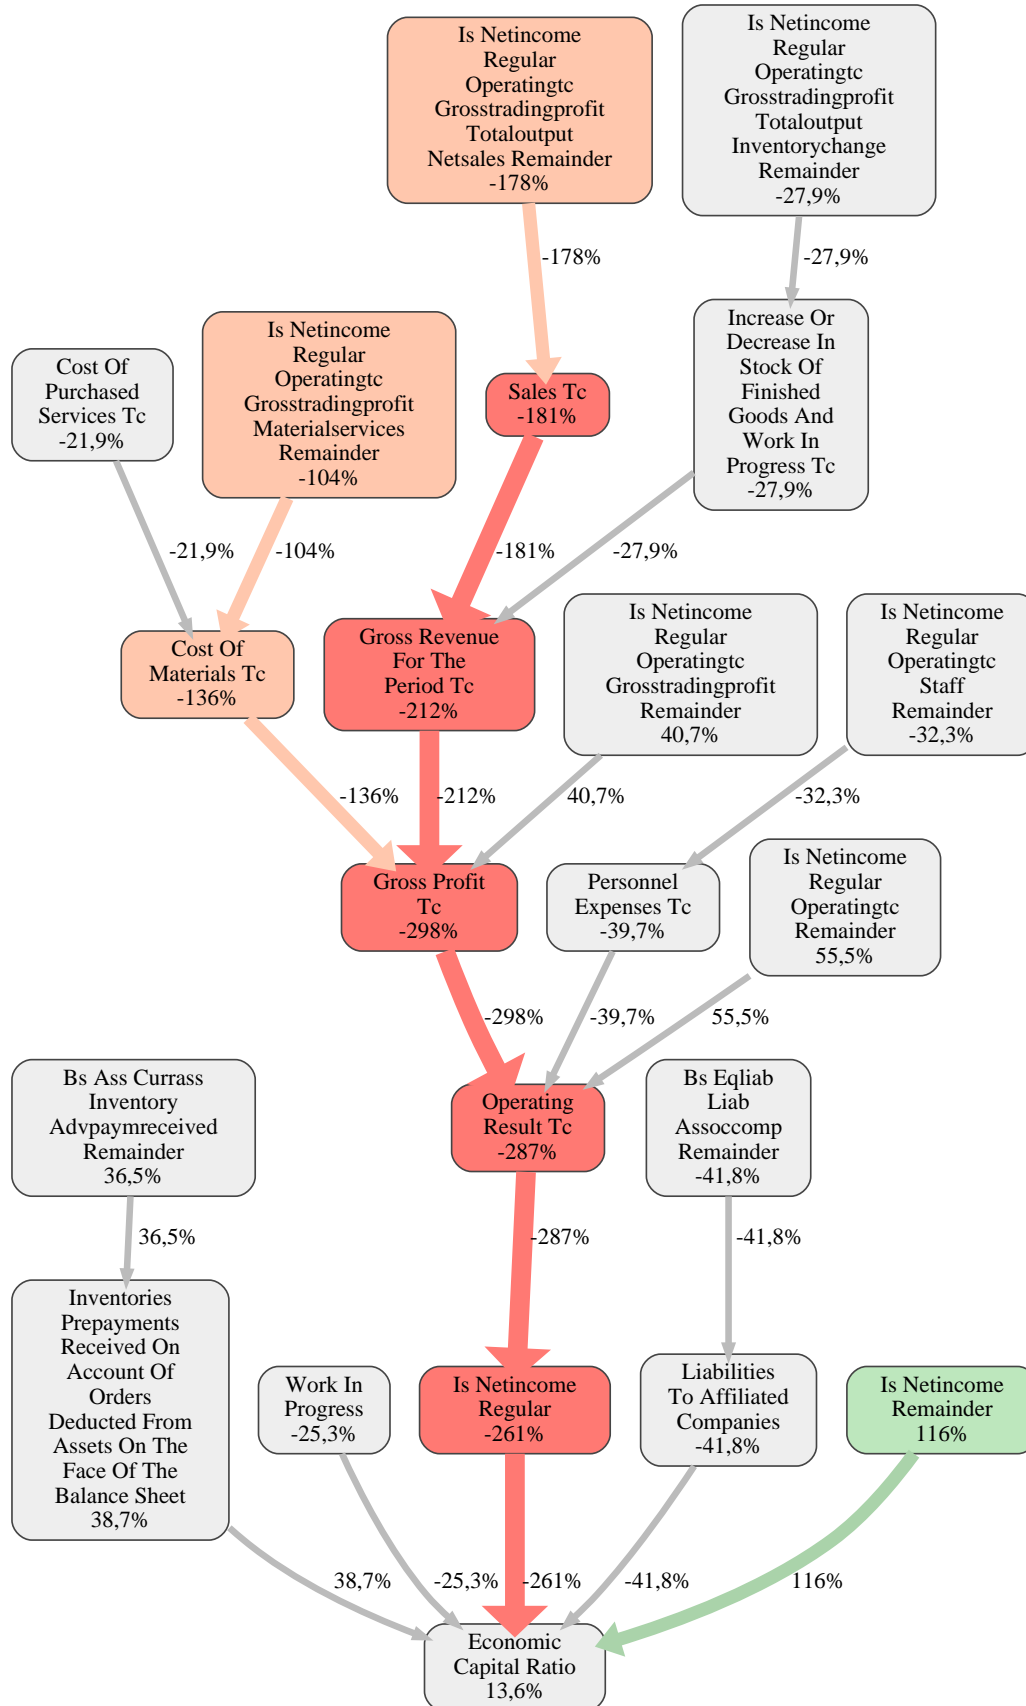 Is Netincome
Regular
Operatingtc
Grosstradingprofit
Totaloutput
Netsales Remainder
-178%
Is Netincome
Regular
Operatingtc
Grosstradingprofit
Totaloutput
Inventorychange
Remainder
-27,9%
-178%
-27,9%
Cost Of
Purchased
Services Tc
-21,9%
Is Netincome
Regular
Operatingtc
Grosstradingprofit
Materialservices
Remainder
-104%
Sales Tc
-181%
Increase Or
Decrease In
Stock Of
Finished
Goods And
Work In
Progress Tc
-27,9%
-21,9%
-104%
-181%
-27,9%
Cost Of
Materials Tc
-136%
Gross Revenue
For The
Period Tc
-212%
Is Netincome
Regular
Operatingtc
Grosstradingprofit
Remainder
40,7%
Is Netincome
Regular
Operatingtc
Staff
Remainder
-32,3%
-136%
-212%
40,7%
-32,3%
Gross Profit
Tc
-298%
Personnel
Expenses Tc
-39,7%
Is Netincome
Regular
Operatingtc
Remainder
55,5%
-298%
-39,7%
55,5%
Bs Ass Currass
Inventory
Advpaymreceived
Remainder
36,5%
Operating
Result Tc
-287%
Bs Eqliab
Liab
Assoccomp
Remainder
-41,8%
36,5%
-287%
-41,8%
Inventories
Prepayments
Received On
Account Of
Orders
Deducted From
Assets On The
Face Of The
Balance Sheet
38,7%
Work In
Progress
-25,3%
Is Netincome
Regular
-261%
Liabilities
To Affiliated
Companies
-41,8%
Is Netincome
Remainder
116%
38,7%
-25,3%
-261%
-41,8%
116%
Economic
Capital Ratio
13,6%